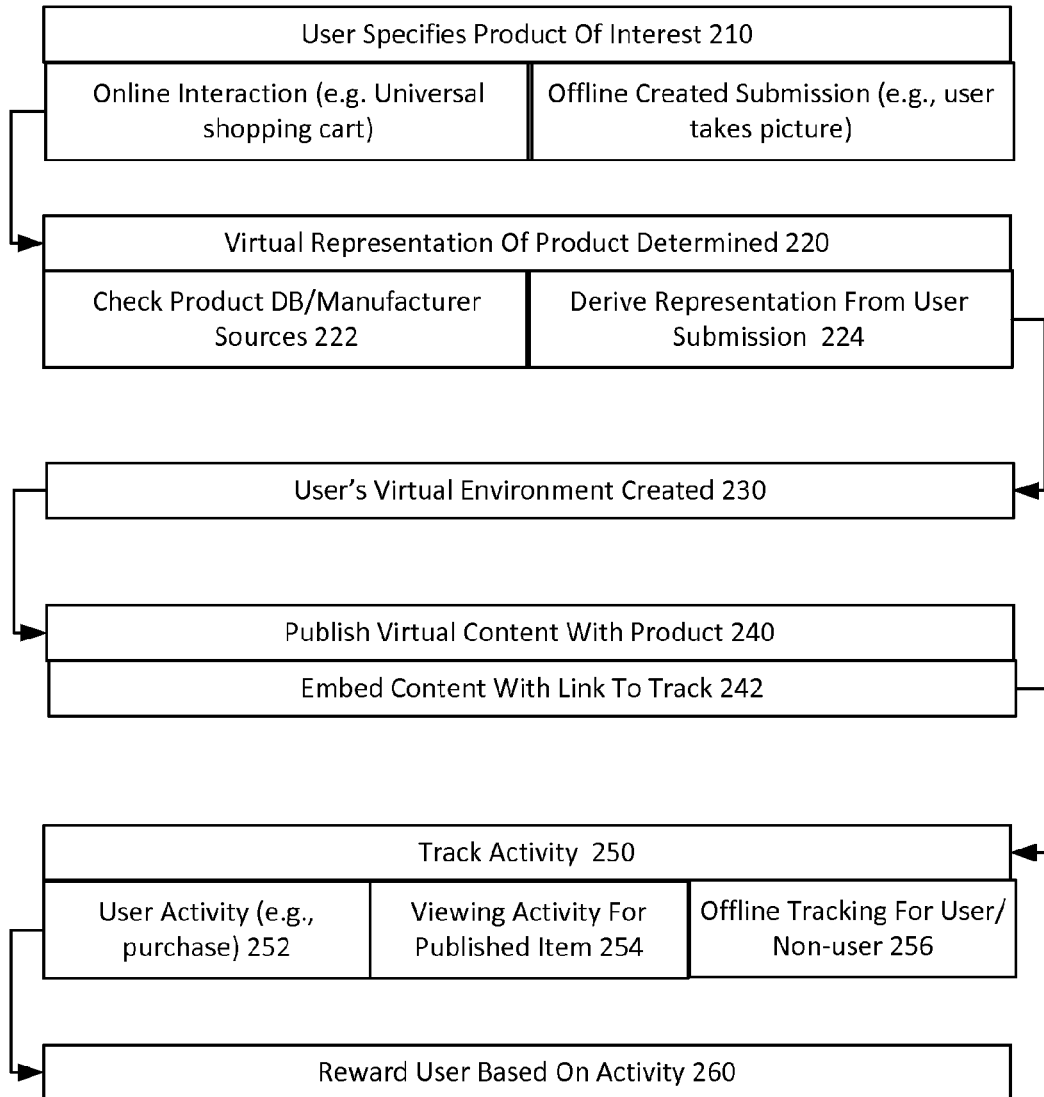 User Specifies Product Of Interest 210
Online Interaction (e.g. Universal
shopping cart)
Offline Created Submission (e.g., user
takes picture)
Virtual Representation Of Product Determined 220
Check Product DB/Manufacturer
Sources 222
Derive Representation From User
Submission 224
User’s Virtual Environment Created 230
Publish Virtual Content With Product 240
Embed Content With Link To Track 242
Track Activity 250
User Activity (e.g.,
purchase) 252
Viewing Activity For
Published Item 254
Offline Tracking For User/
Non-user 256
Reward User Based On Activity 260